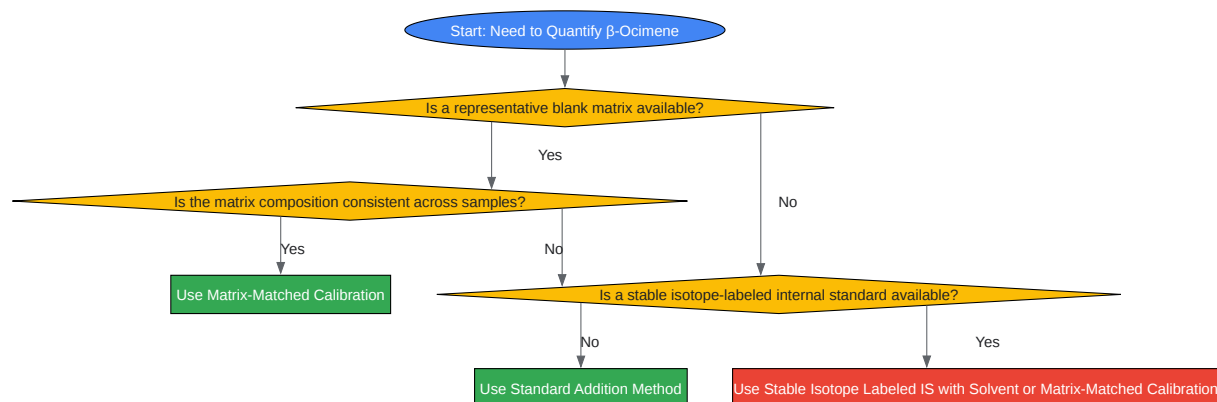 Start: Need to Quantify β-Ocimene
Is a representative blank matrix available?
Yes
Is the matrix composition consistent across samples?
No
Yes
No
Use Matrix-Matched Calibration
Is a stable isotope-labeled internal standard available?
No
Yes
Use Standard Addition Method
Use Stable Isotope Labeled IS with Solvent or Matrix-Matched Calibration